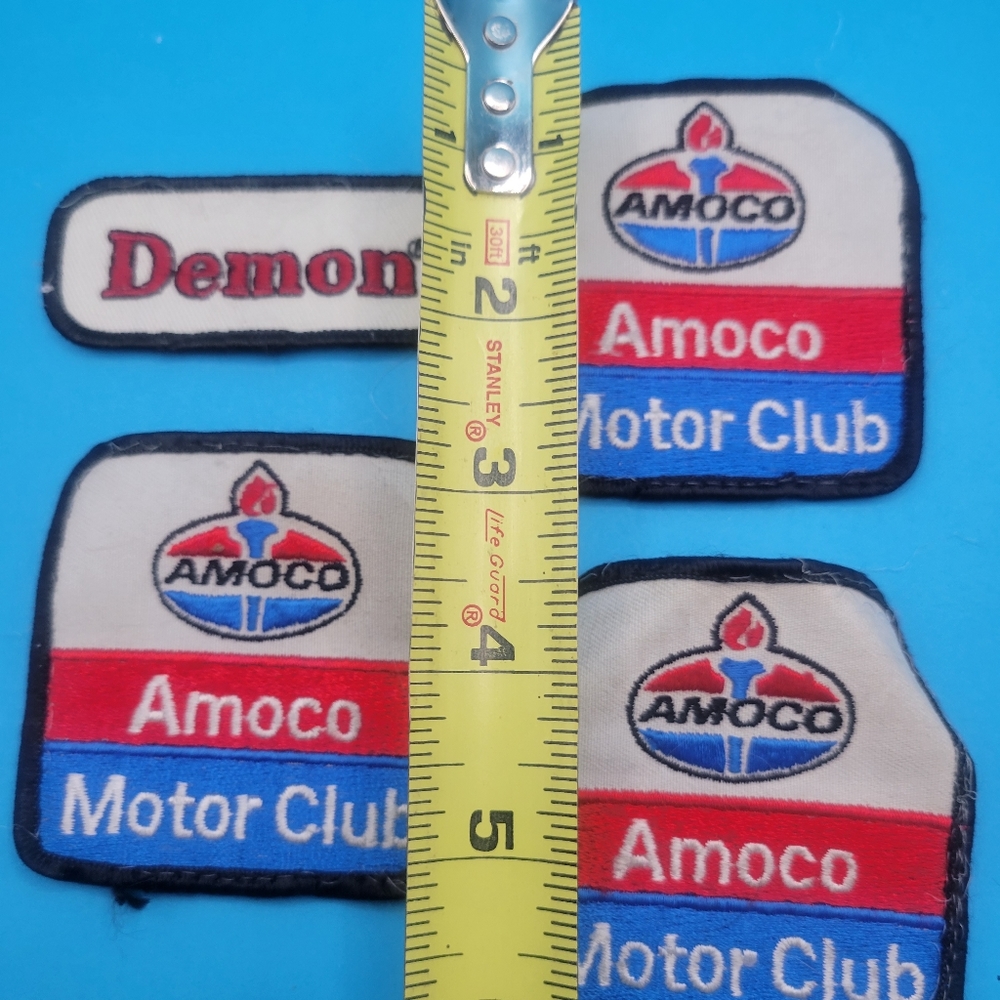 Demon
AMOCO
Amoco
Motor Club
AMOCO
Amoco
Motor Club
AMOCO
Amoco
Motor Club
1 1
30ft
in ft
2
STANLEY®
3
life Guard®
4
5